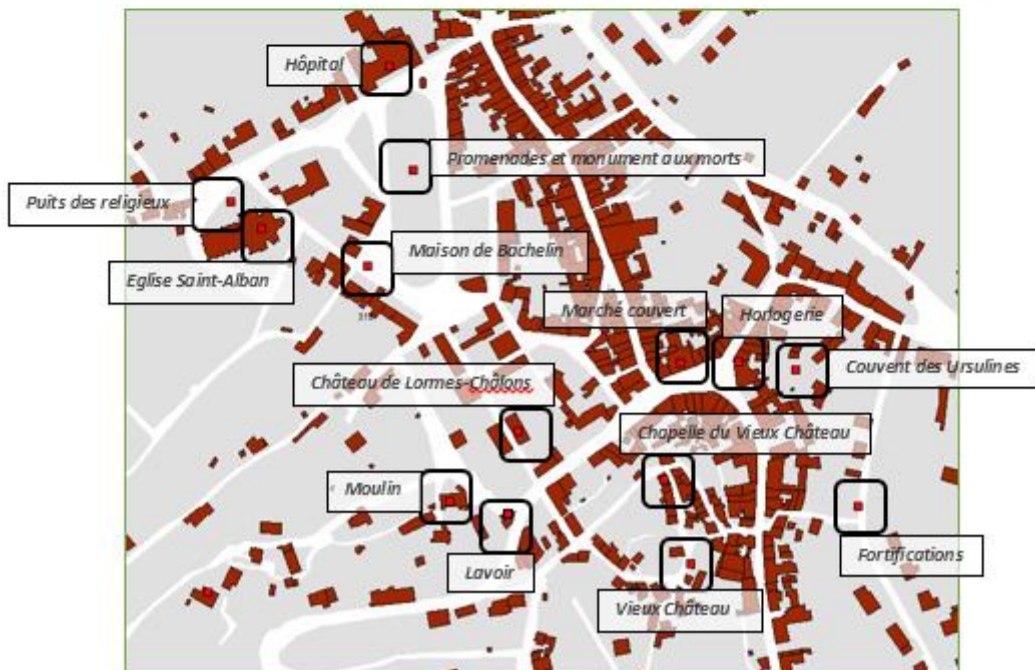 Hôpital
Promenades et monument aux morts
Puits des religieux
Maison de Bachelin
Eglise Saint-Alban
Marché couvert
Horlogerie
Couvent des Ursulines
Château de Lormes-Châlons
Chapelle du Vieux Château
Moulin
Fortifications
Lavoir
Vieux Château